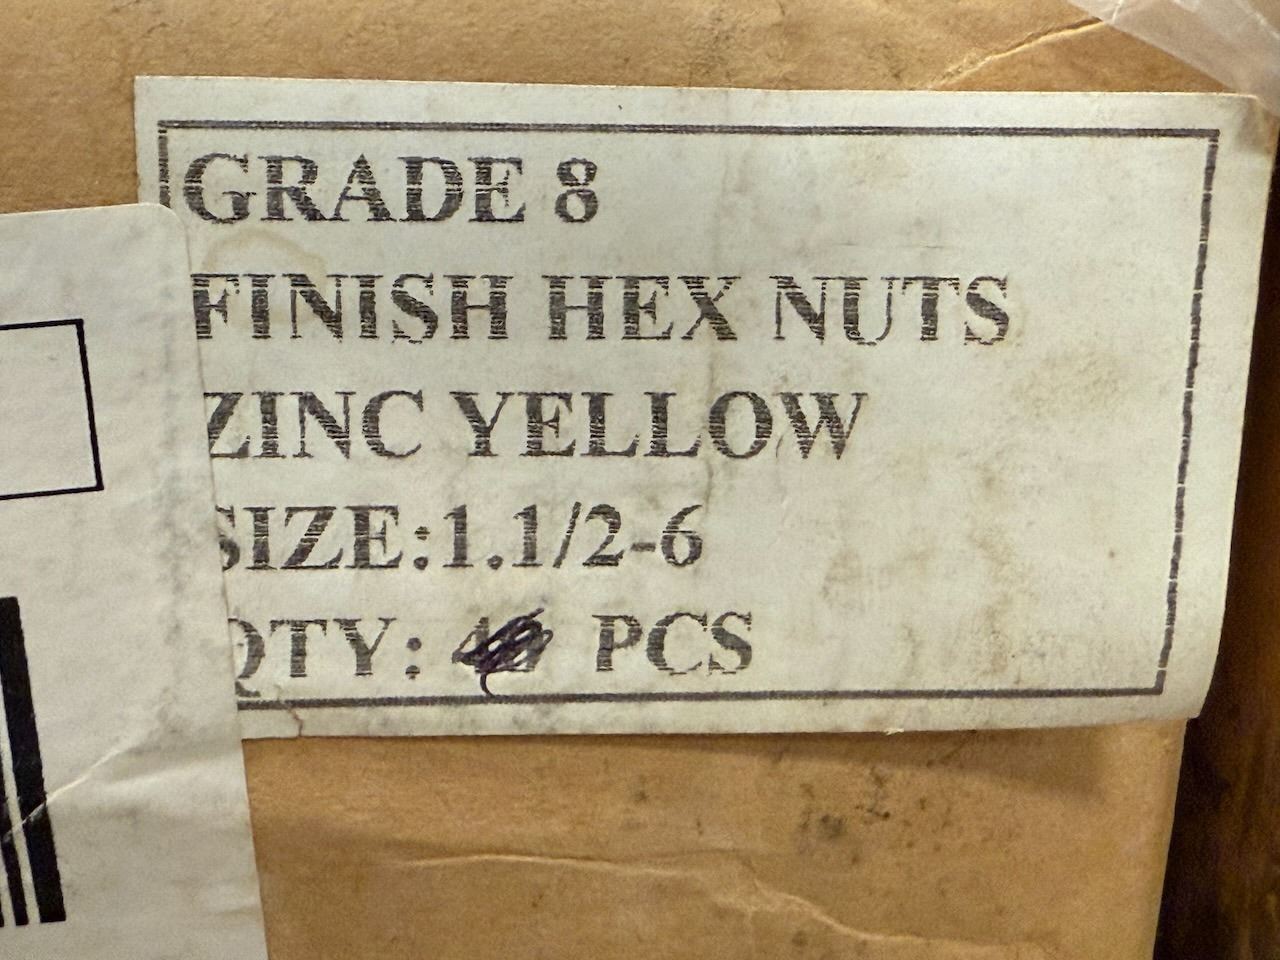 GRADE 8
FINISH HEX NUTS
ZINC YELLOW
SIZE:1.1/2-6
QTY: PCS